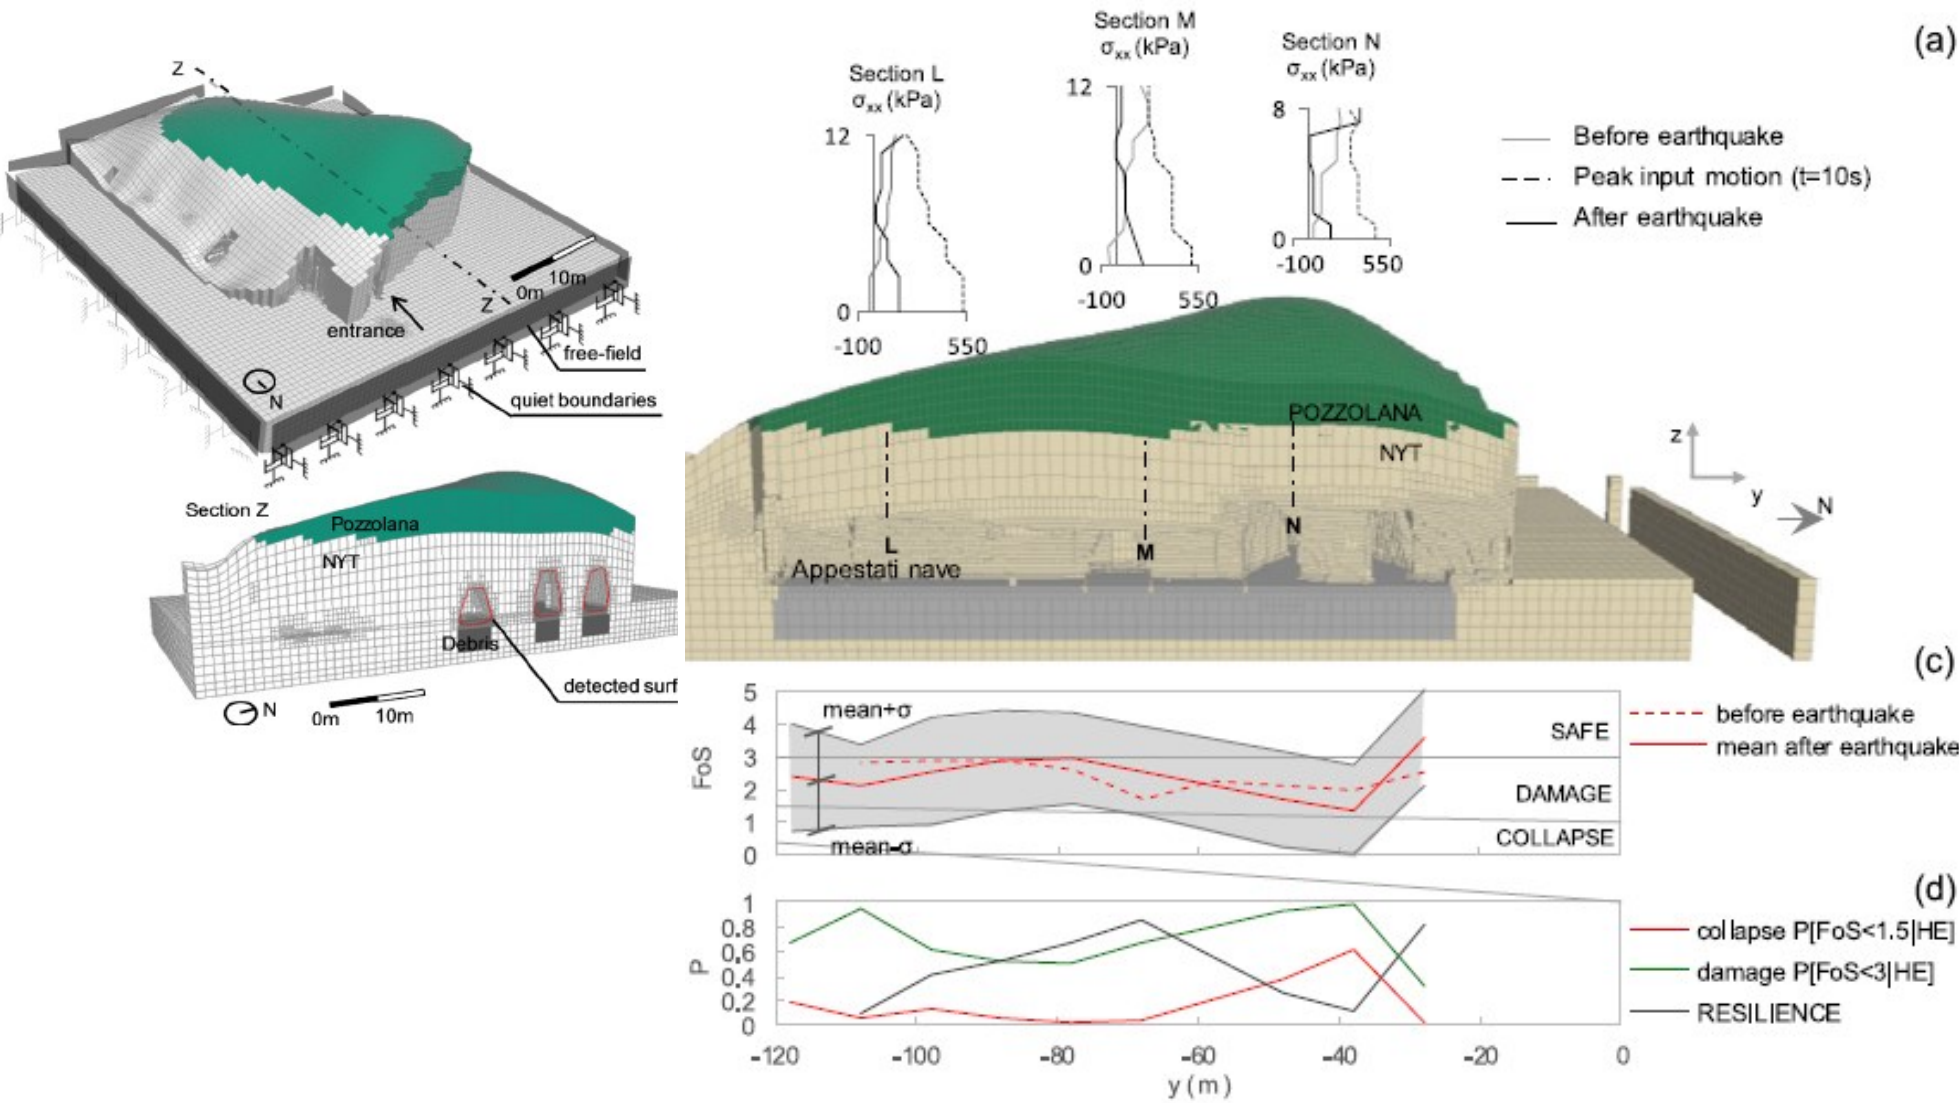 Z
Z
entrance
0m
10m
free-field
quiet boundaries
N
Section Z
Pozzolana
NYT
Debris
detected surf
N
0m
10m
(a)
Section L
σxx (kPa)
12
0
-100
550
Section M
σxx (kPa)
12
0
-100
550
Section N
σxx (kPa)
8
0
-100
550
Before earthquake
Peak input motion (t=10s)
After earthquake
POZZOLANA
NYT
L
M
N
Appestati nave
z
y
N
(c)
FoS
5
4
3
2
1
0
mean+σ
mean-σ
SAFE
DAMAGE
COLLAPSE
before earthquake
mean after earthquake
(d)
P
1
0.8
0.6
0.4
0.2
0
collapse P[FoS<1.5|HE]
damage P[FoS<3|HE]
RESILIENCE
-120
-100
-80
-60
-40
-20
0
y (m)